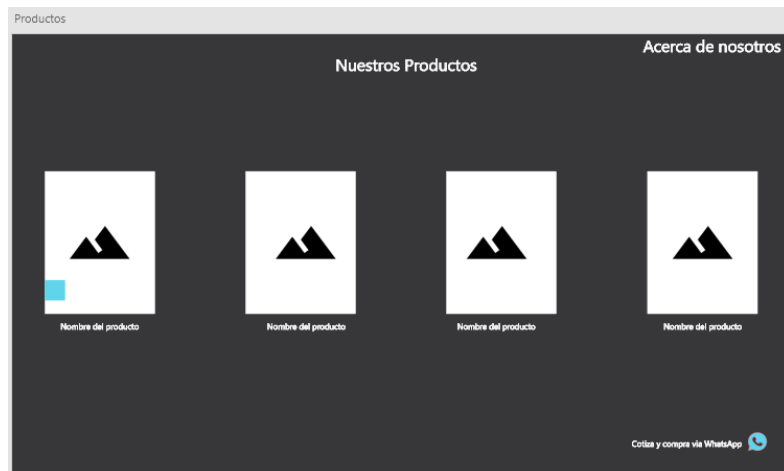 Productos
Acerca de nosotros
Nuestros Productos
Nombre del producto
Nombre del producto
Nombre del producto
Nombre del producto
Cotiza y compra via WhatsApp